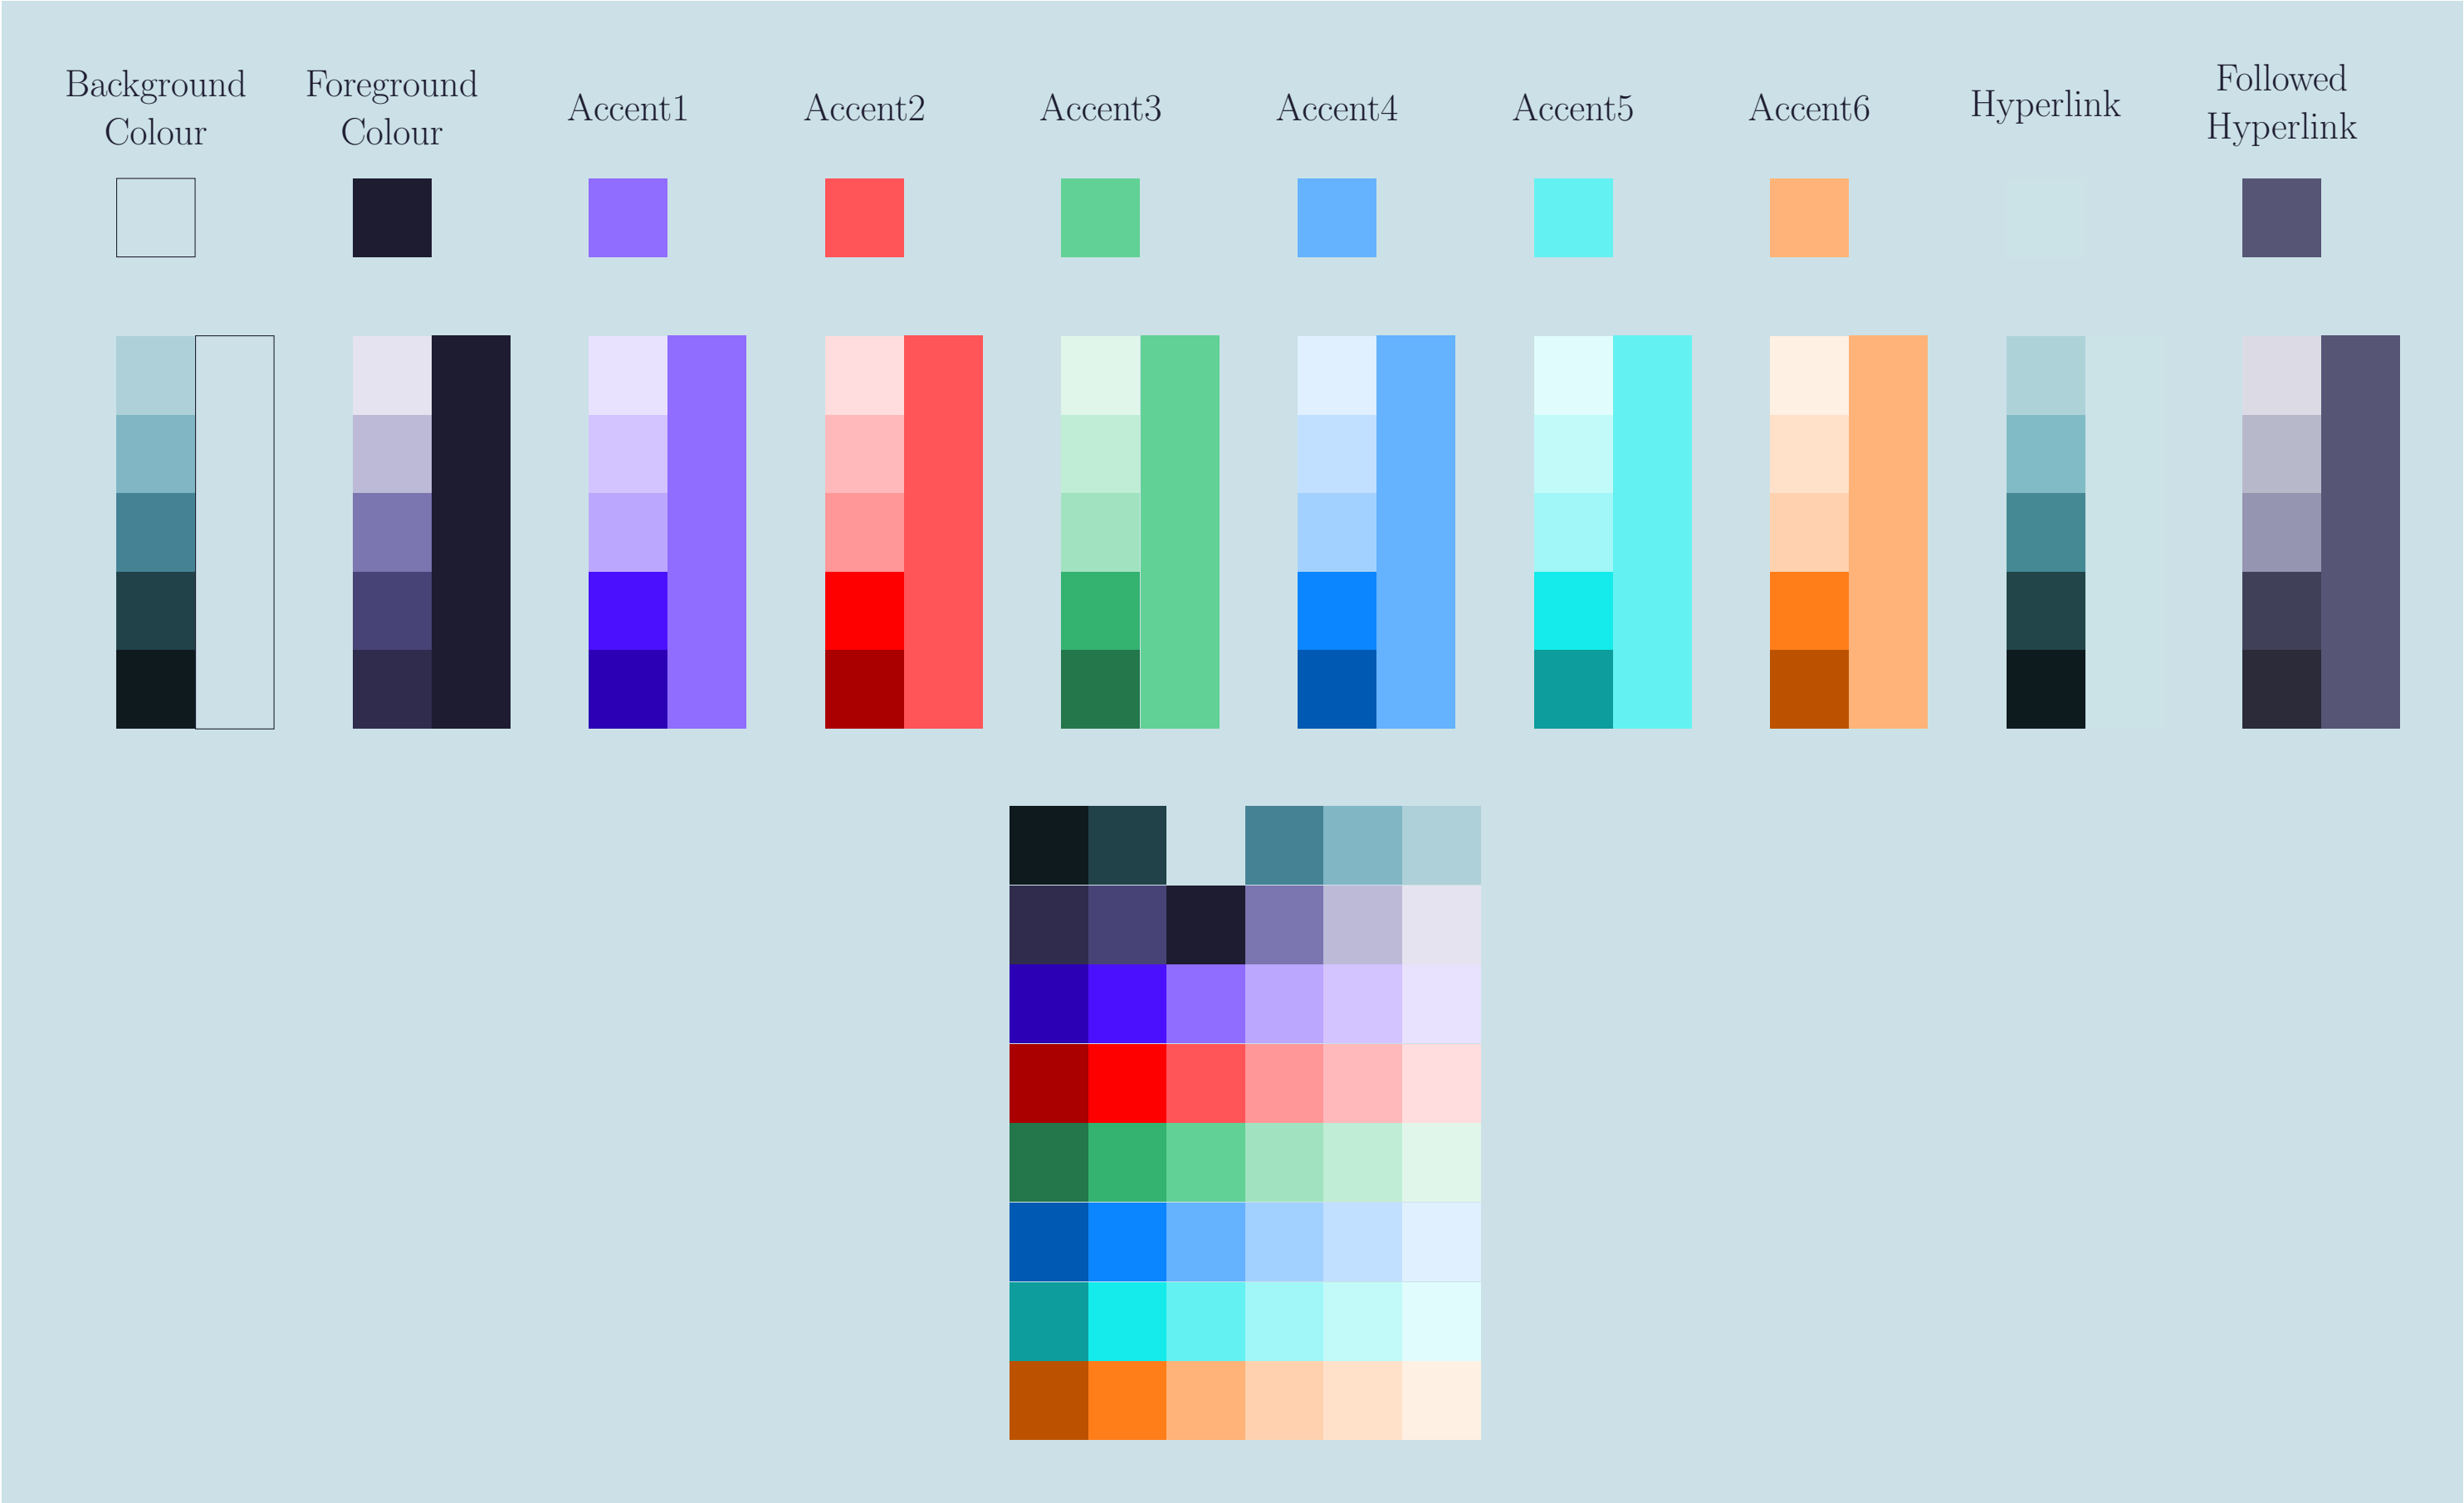 Background
Colour
Foreground
Colour
Accent1
Accent2
Accent3
Accent4
Accent5
Accent6
Hyperlink
Followed
Hyperlink